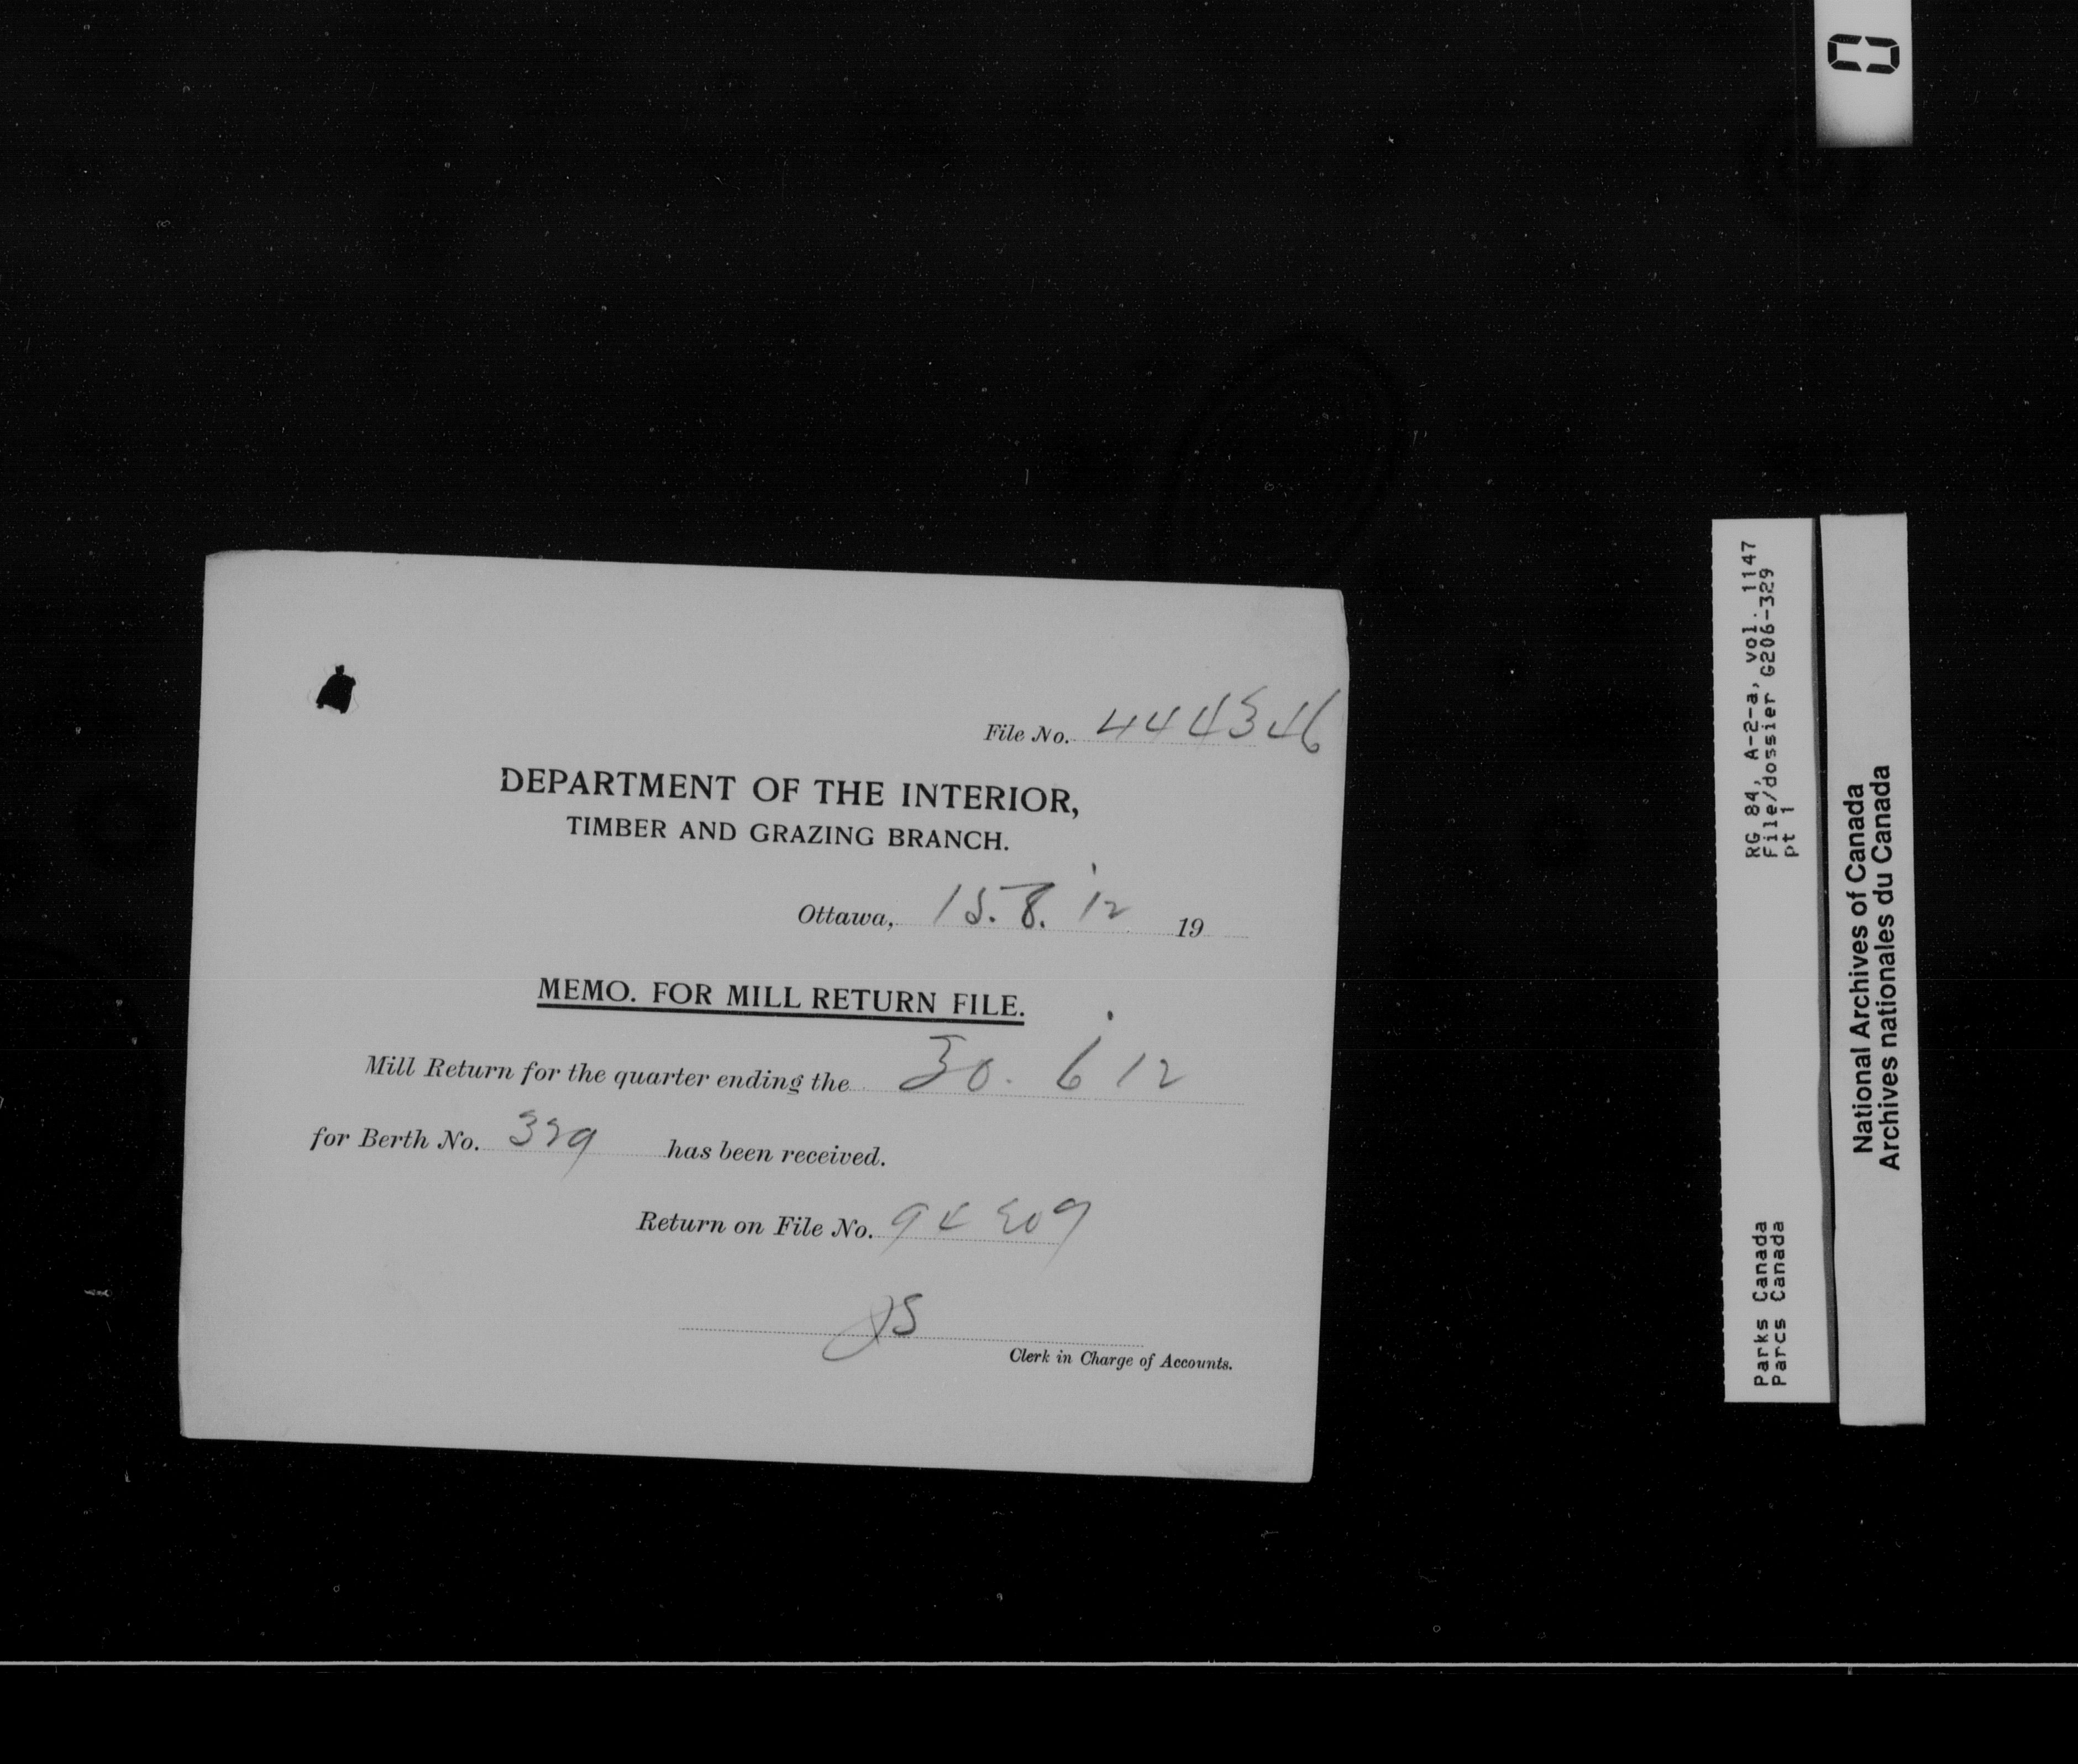 File No. 444346
DEPARTMENT OF THE INTERIOR,
TIMBER AND GRAZING BRANCH.
Ottawa, 15.8.'12 19
MEMO. FOR MILL RETURN FILE.
Mill Return for the quarter ending the 30. 6 '12
for Berth No. 329 has been received.
Return on File No.
JS
Clerk in Charge of Accounts.
RG 84, A-2-a, vol. 1147
File/dossier G206-329
pt 1
Parks Canada
Parcs Canada
National Archives of Canada
Archives nationales du Canada